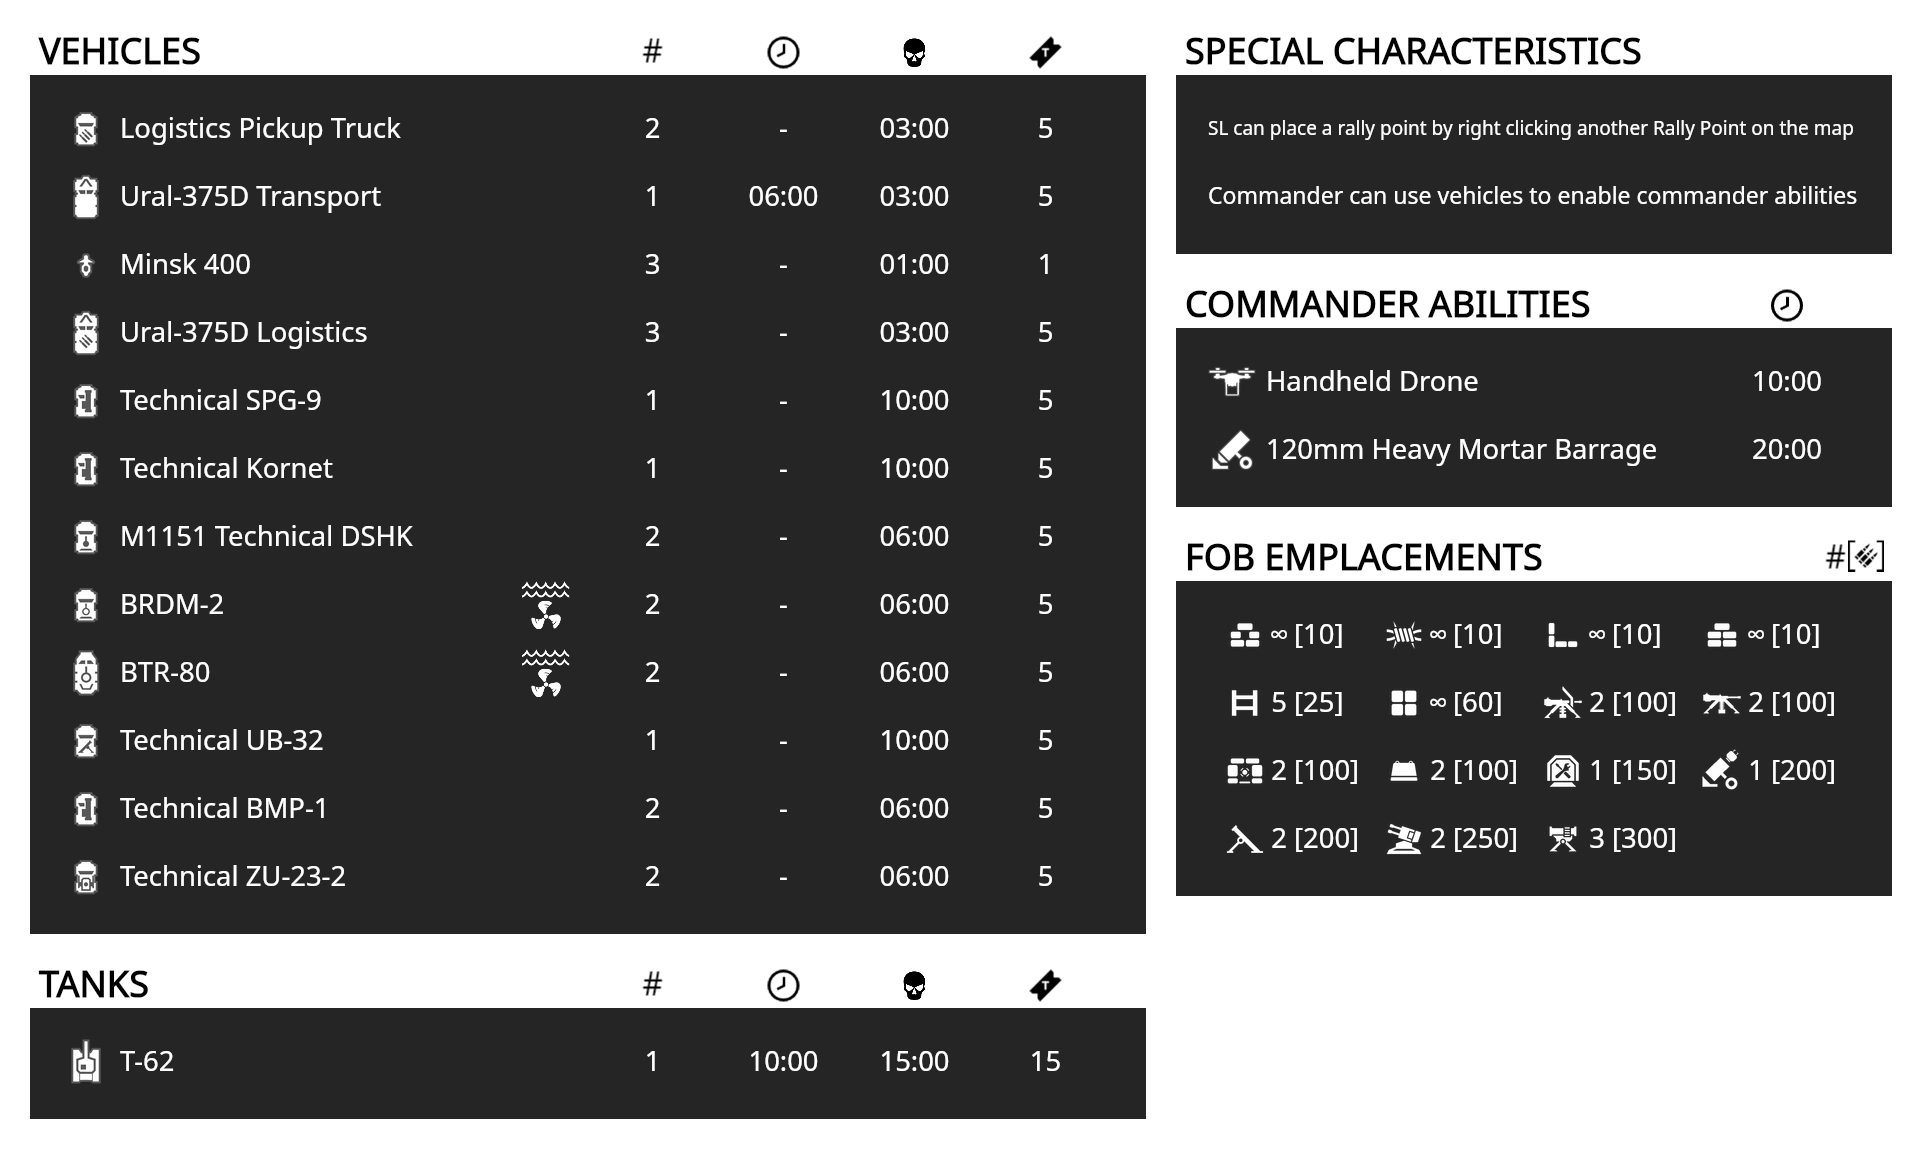 VEHICLES #
Logistics Pickup Truck 2 - 03:00 5
Ural-375D Transport 1 06:00 03:00 5
Minsk 400 3 - 01:00 1
Ural-375D Logistics 3 - 03:00 5
Technical SPG-9 1 - 10:00 5
Technical Kornet 1 - 10:00 5
M1151 Technical DSHK 2 - 06:00 5
BRDM-2 2 - 06:00 5
BTR-80 2 - 06:00 5
Technical UB-32 1 - 10:00 5
Technical BMP-1 2 - 06:00 5
Technical ZU-23-2 2 - 06:00 5
TANKS #
T-62 1 10:00 15:00 15
SPECIAL CHARACTERISTICS
SL can place a rally point by right clicking another Rally Point on the map
Commander can use vehicles to enable commander abilities
COMMANDER ABILITIES
Handheld Drone 10:00
120mm Heavy Mortar Barrage 20:00
FOB EMPLACEMENTS #[]
∞ [10] ∞ [10] ∞ [10] ∞ [10]
5 [25] ∞ [60] 2 [100] 2 [100]
2 [100] 2 [100] 1 [150] 1 [200]
2 [200] 2 [250] 3 [300]